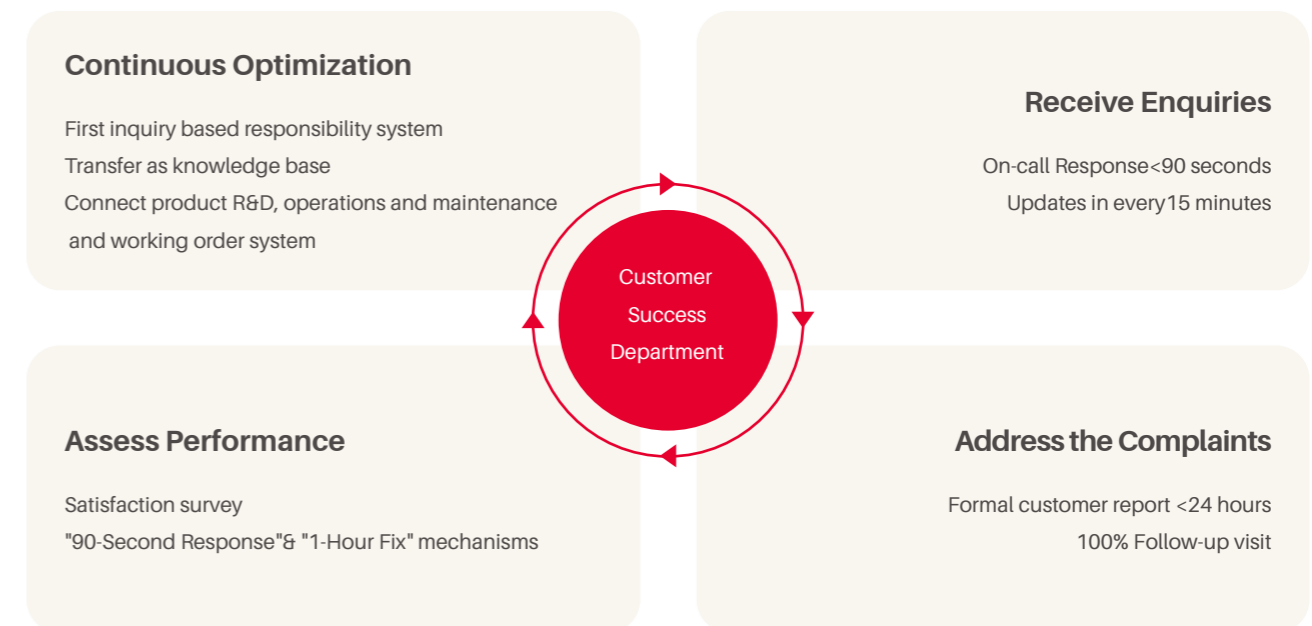 Continuous Optimization
First inquiry based responsibility system
Transfer as knowledge base
Connect product R&D, operations and maintenance
and working order system
Receive Enquiries
On-call Response<90 seconds
Updates in every15 minutes
Customer
Success
Department
Assess Performance
Satisfaction survey
"90-Second Response"& "1-Hour Fix" mechanisms
Address the Complaints
Formal customer report <24 hours
100% Follow-up visit